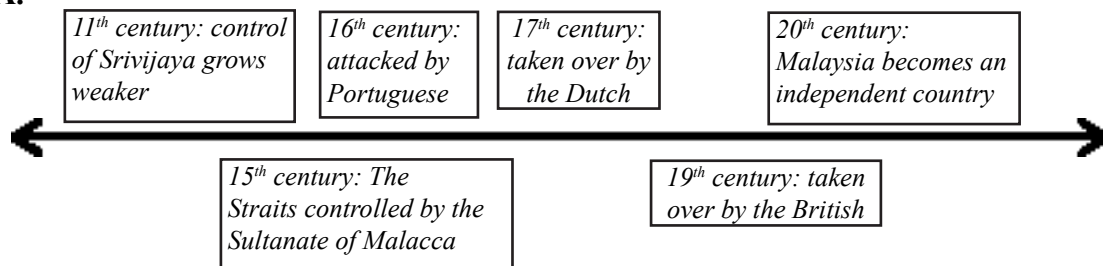 11th century: control
of Srivijaya grows
weaker
16th century:
attacked by
Portuguese
17th century:
taken over by
the Dutch
20th century:
Malaysia becomes an
independent country
15th century: The
Straits controlled by the
Sultanate of Malacca
19th century: taken
over by the British